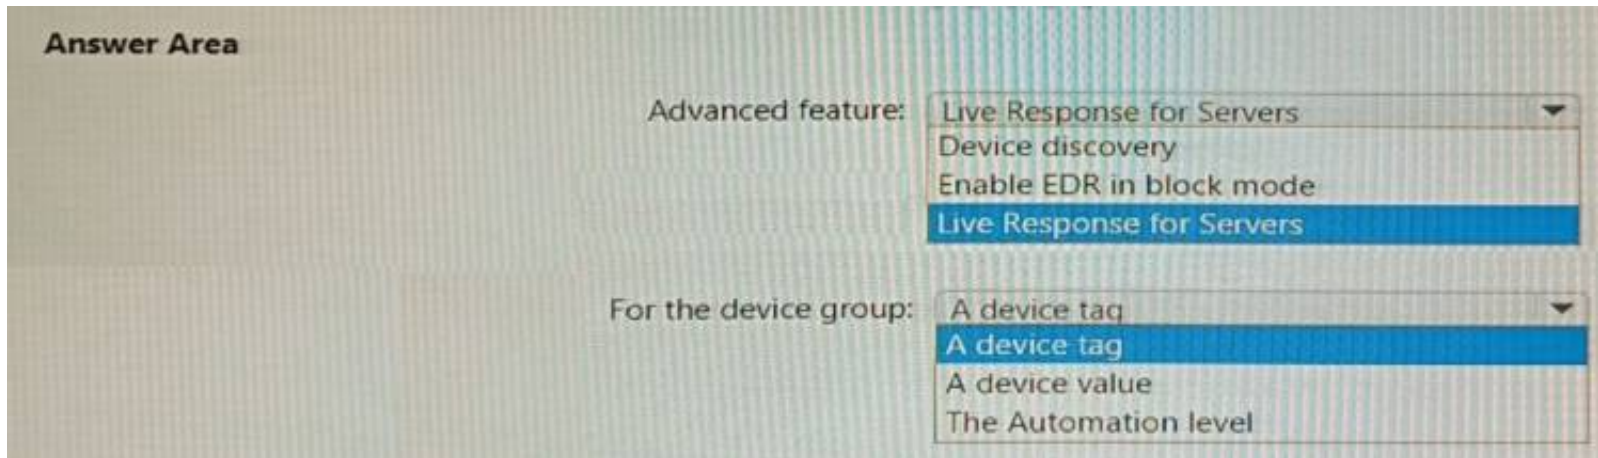 Answer Area
Advanced feature: Live Response for Servers
Device discovery
Enable EDR in block mode
Live Response for Servers
For the device group: A device tag
A device tag
A device value
The Automation level